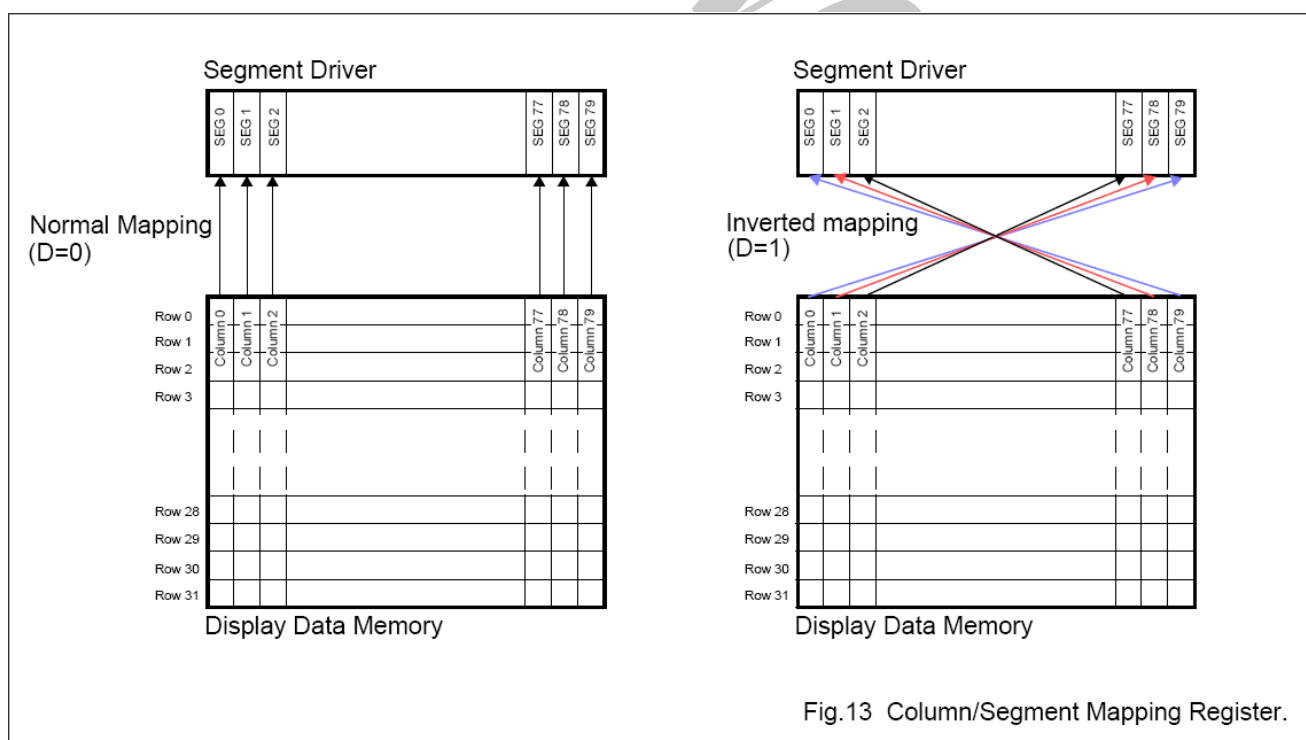 Segment Driver
SEG 0
SEG 1
SEG 2
SEG 77
SEG 78
SEG 79
Normal Mapping
(D=0)
Row 0
Row 1
Row 2
Row 3
Row 28
Row 29
Row 30
Row 31
Column 0
Column 1
Column 2
Column 77
Column 78
Column 79
Display Data Memory
Segment Driver
SEG 0
SEG 1
SEG 2
SEG 77
SEG 78
SEG 79
Inverted mapping
(D=1)
Row 0
Row 1
Row 2
Row 3
Row 28
Row 29
Row 30
Row 31
Column 0
Column 1
Column 2
Column 77
Column 78
Column 79
Display Data Memory
Fig.13 Column/Segment Mapping Register.